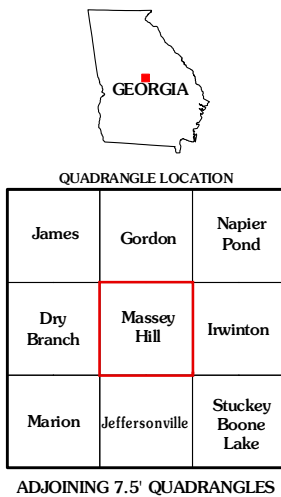 GEORGIA
QUADRANGLE LOCATION
James
Gordon
Napier
Pond
Dry
Branch
Massey
Hill
Irwinton
Marion
Jeffersonville
Stuckey
Boone
Lake
ADJOINING 7.5' QUADRANGLES